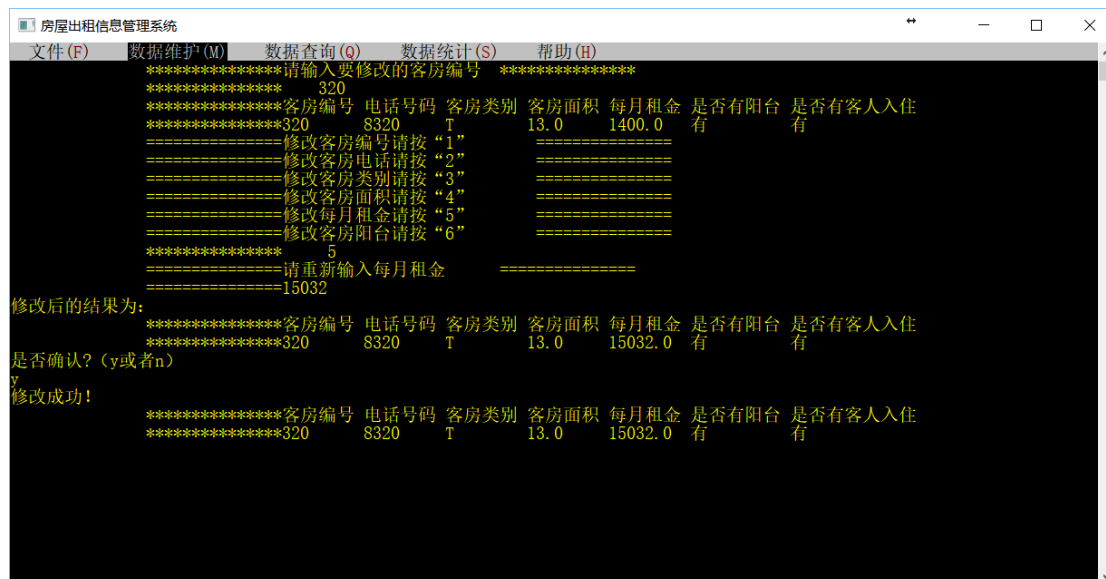 房屋出租信息管理系统
文件(F) 数据维护(M) 数据查询(Q) 数据统计(S) 帮助(H)
***************请输入要修改的客房编号 ***************
*************** 320
***************客房编号 电话号码 客房类别 客房面积 每月租金 是否有阳台 是否有客人入住
***************320 8320 T 13.0 1400.0 有 有
===============修改客房编号请按“1” ===============
===============修改客房电话请按“2” ===============
===============修改客房类别请按“3” ===============
===============修改客房面积请按“4” ===============
===============修改每月租金请按“5” ===============
===============修改客房阳台请按“6” ===============
*************** 5
===============请重新输入每月租金 ===============
===============15032
修改后的结果为:
***************客房编号 电话号码 客房类别 客房面积 每月租金 是否有阳台 是否有客人入住
***************320 8320 T 13.0 15032.0 有 有
是否确认?（y或者n）
y
修改成功!
***************客房编号 电话号码 客房类别 客房面积 每月租金 是否有阳台 是否有客人入住
***************320 8320 T 13.0 15032.0 有 有